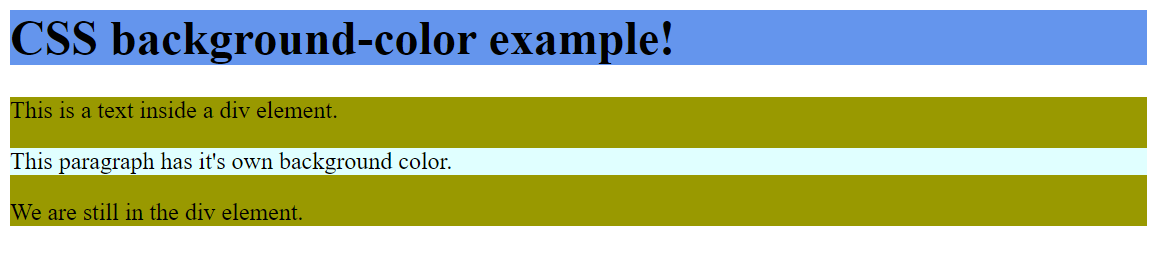 CSS background-color example!
This is a text inside a div element.
This paragraph has it's own background color.
We are still in the div element.